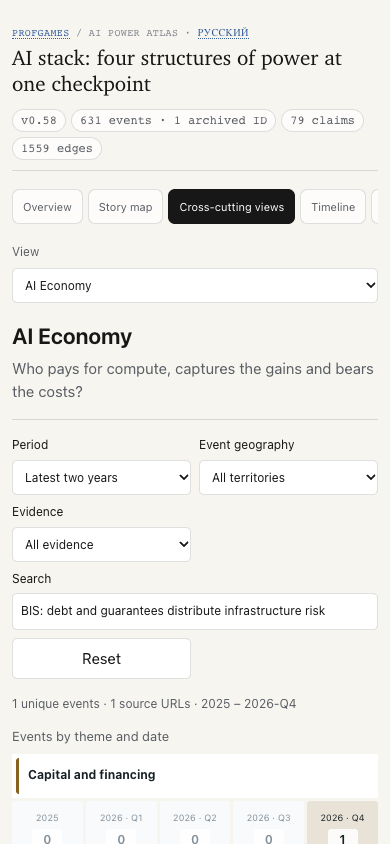 PROFGAMES / AI POWER ATLAS · РУССКИЙ
AI stack: four structures of power at
one checkpoint
v0.58 631 events · 1 archived ID 79 claims
1559 edges
Overview Story map Cross-cutting views Timeline
View
AI Economy
AI Economy
Who pays for compute, captures the gains and bears
the costs?
Period Event geography
Latest two years All territories
Evidence
All evidence
Search
BIS: debt and guarantees distribute infrastructure risk
Reset
1 unique events · 1 source URLs · 2025 – 2026-Q4
Events by theme and date
Capital and financing
2025 2026 · Q1 2026 · Q2 2026 · Q3 2026 · Q4
0 0 0 0 1